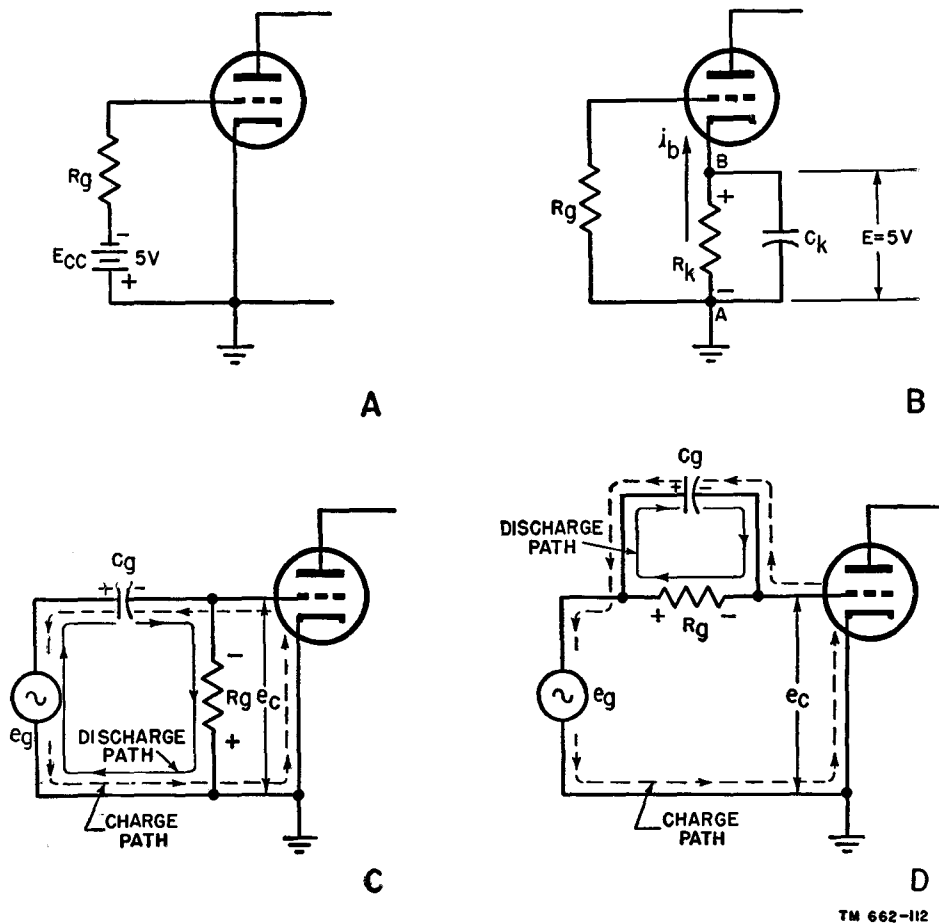 Rg
ECC
5V
-
+
A
ib
B
Rg
+
Rk
-
A
Ck
E=5V
B
Cg
+ -
eg
-
Rg
+
ec
DISCHARGE
PATH
CHARGE
PATH
C
Cg
+ -
DISCHARGE
PATH
+ Rg -
eg
ec
CHARGE
PATH
D
TM 662-112